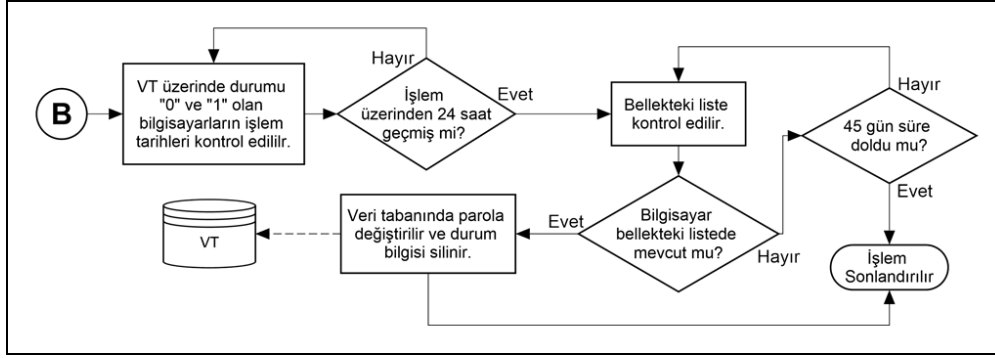 B
VT üzerinde durumu
"0" ve "1" olan
bilgisayarların işlem
tarihleri kontrol edililr.
Hayır
İşlem
üzerinden 24 saat
geçmiş mi?
Evet
Bellekteki liste
kontrol edilir.
Hayır
45 gün süre
doldu mu?
Evet
VT
Veri tabanında parola
değiştirilir ve durum
bilgisi silinir.
Evet
Bilgisayar
bellekteki listede
mevcut mu?
Hayır
İşlem
Sonlandırılır